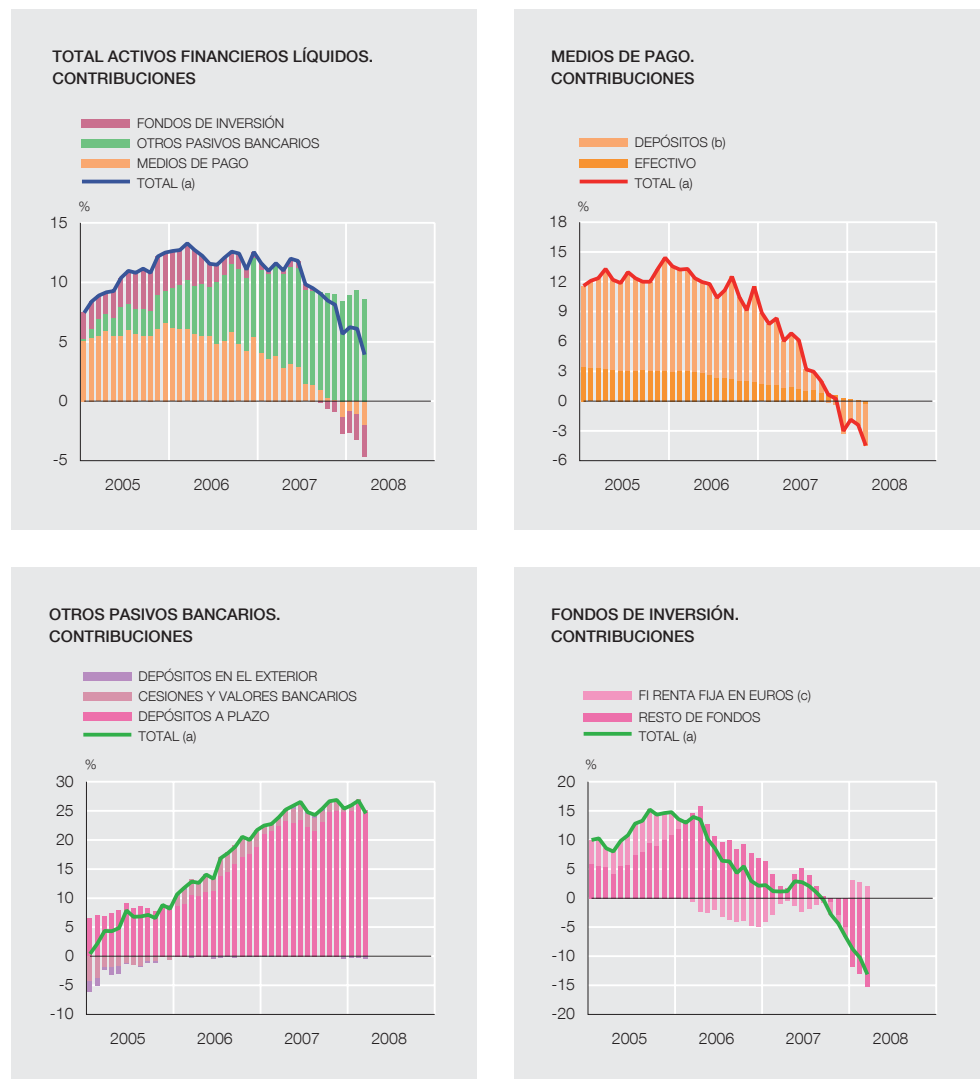 TOTAL ACTIVOS FINANCIEROS LÍQUIDOS.
CONTRIBUCIONES
FONDOS DE INVERSIÓN
OTROS PASIVOS BANCARIOS
MEDIOS DE PAGO
TOTAL (a)
%
15
10
5
0
-5
2005 2006 2007 2008
MEDIOS DE PAGO.
CONTRIBUCIONES
DEPÓSITOS (b)
EFECTIVO
TOTAL (a)
%
18
15
12
9
6
3
0
-3
-6
2005 2006 2007 2008
OTROS PASIVOS BANCARIOS.
CONTRIBUCIONES
DEPÓSITOS EN EL EXTERIOR
CESIONES Y VALORES BANCARIOS
DEPÓSITOS A PLAZO
TOTAL (a)
%
30
25
20
15
10
5
0
-5
-10
2005 2006 2007 2008
FONDOS DE INVERSIÓN.
CONTRIBUCIONES
FI RENTA FIJA EN EUROS (c)
RESTO DE FONDOS
TOTAL (a)
%
20
15
10
5
0
-5
-10
-15
-20
2005 2006 2007 2008